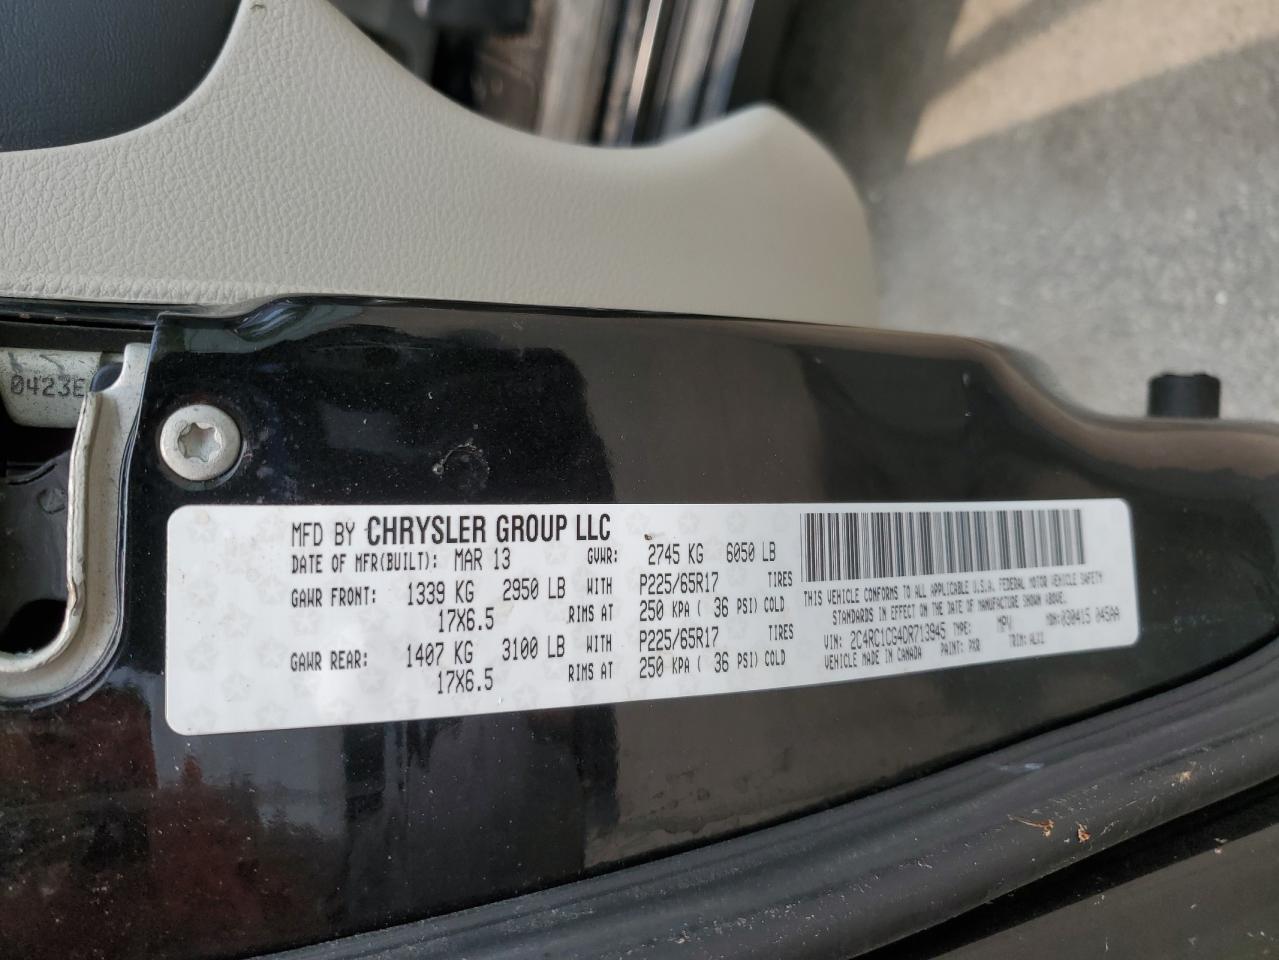 0423E
MFD BY CHRYSLER GROUP LLC
DATE OF MFR(BUILT): MAR 13 GVWR: 2745 KG 6050 LB
GAWR FRONT: 1339 KG 2950 LB WITH P225/65R17 TIRES
17X6.5 RIMS AT 250 KPA ( 36 PSI) COLD
GAWR REAR: 1407 KG 3100 LB WITH P225/65R17 TIRES
17X6.5 RIMS AT 250 KPA ( 36 PSI) COLD
THIS VEHICLE CONFORMS TO ALL APPLICABLE U.S.A. FEDERAL MOTOR VEHICLE SAFETY
STANDARDS IN EFFECT ON THE DATE OF MANUFACTURE SHOWN ABOVE.
VIN: 2C4RC1CG4DR713945 TYPE: MPV MDH: 030415 045AA
VEHICLE MADE IN CANADA PAINT: PXR TRIM: ALX1